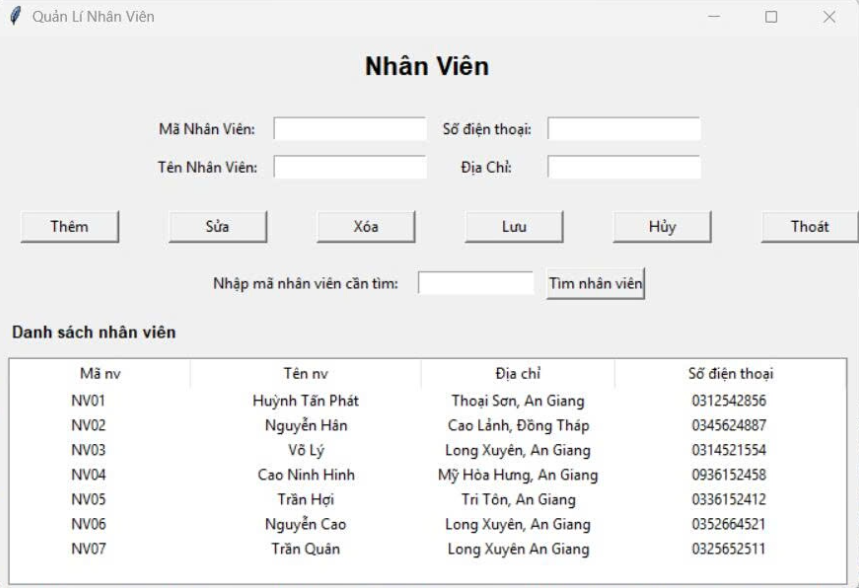 Quản Lí Nhân Viên
Nhân Viên
Mã Nhân Viên: Số điện thoại:
Tên Nhân Viên: Địa Chỉ:
Thêm Sửa Xóa Lưu Hủy Thoát
Nhập mã nhân viên cần tìm: Tìm nhân viên
Danh sách nhân viên
Mã nv Tên nv Địa chỉ Số điện thoại
NV01 Huỳnh Tấn Phát Thoại Sơn, An Giang 0312542856
NV02 Nguyễn Hân Cao Lảnh, Đồng Tháp 0345624887
NV03 Võ Lý Long Xuyên, An Giang 0314521554
NV04 Cao Ninh Hinh Mỹ Hòa Hưng, An Giang 0936152458
NV05 Trần Hợi Tri Tôn, An Giang 0336152412
NV06 Nguyễn Cao Long Xuyên, An Giang 0352664521
NV07 Trần Quân Long Xuyên An Giang 0325652511